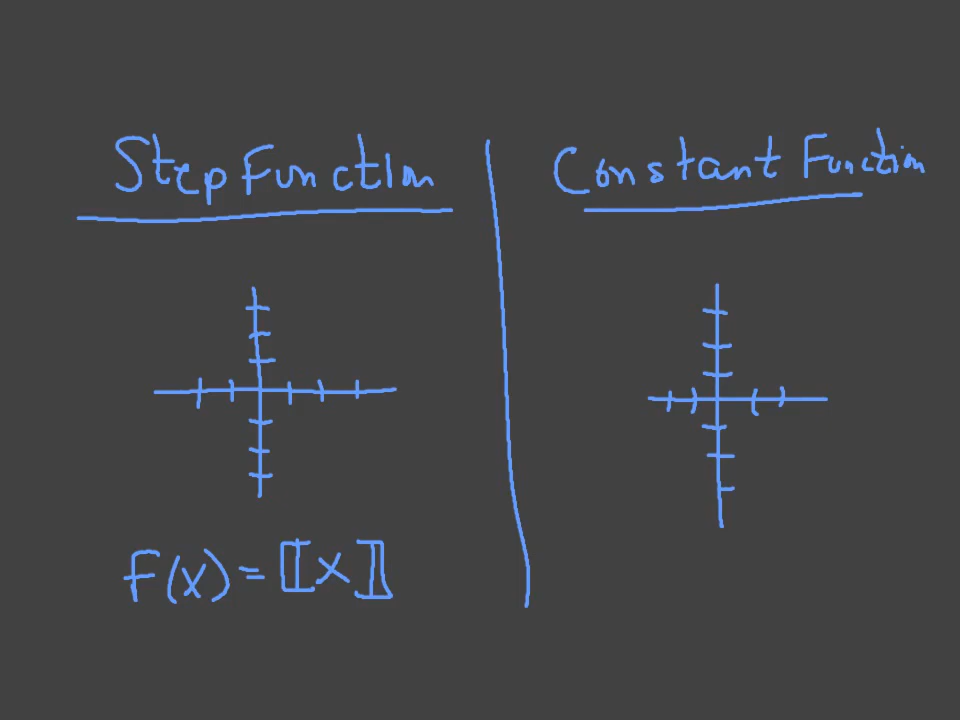 Step Function
Constant Function
F(x) = ⟦x⟧